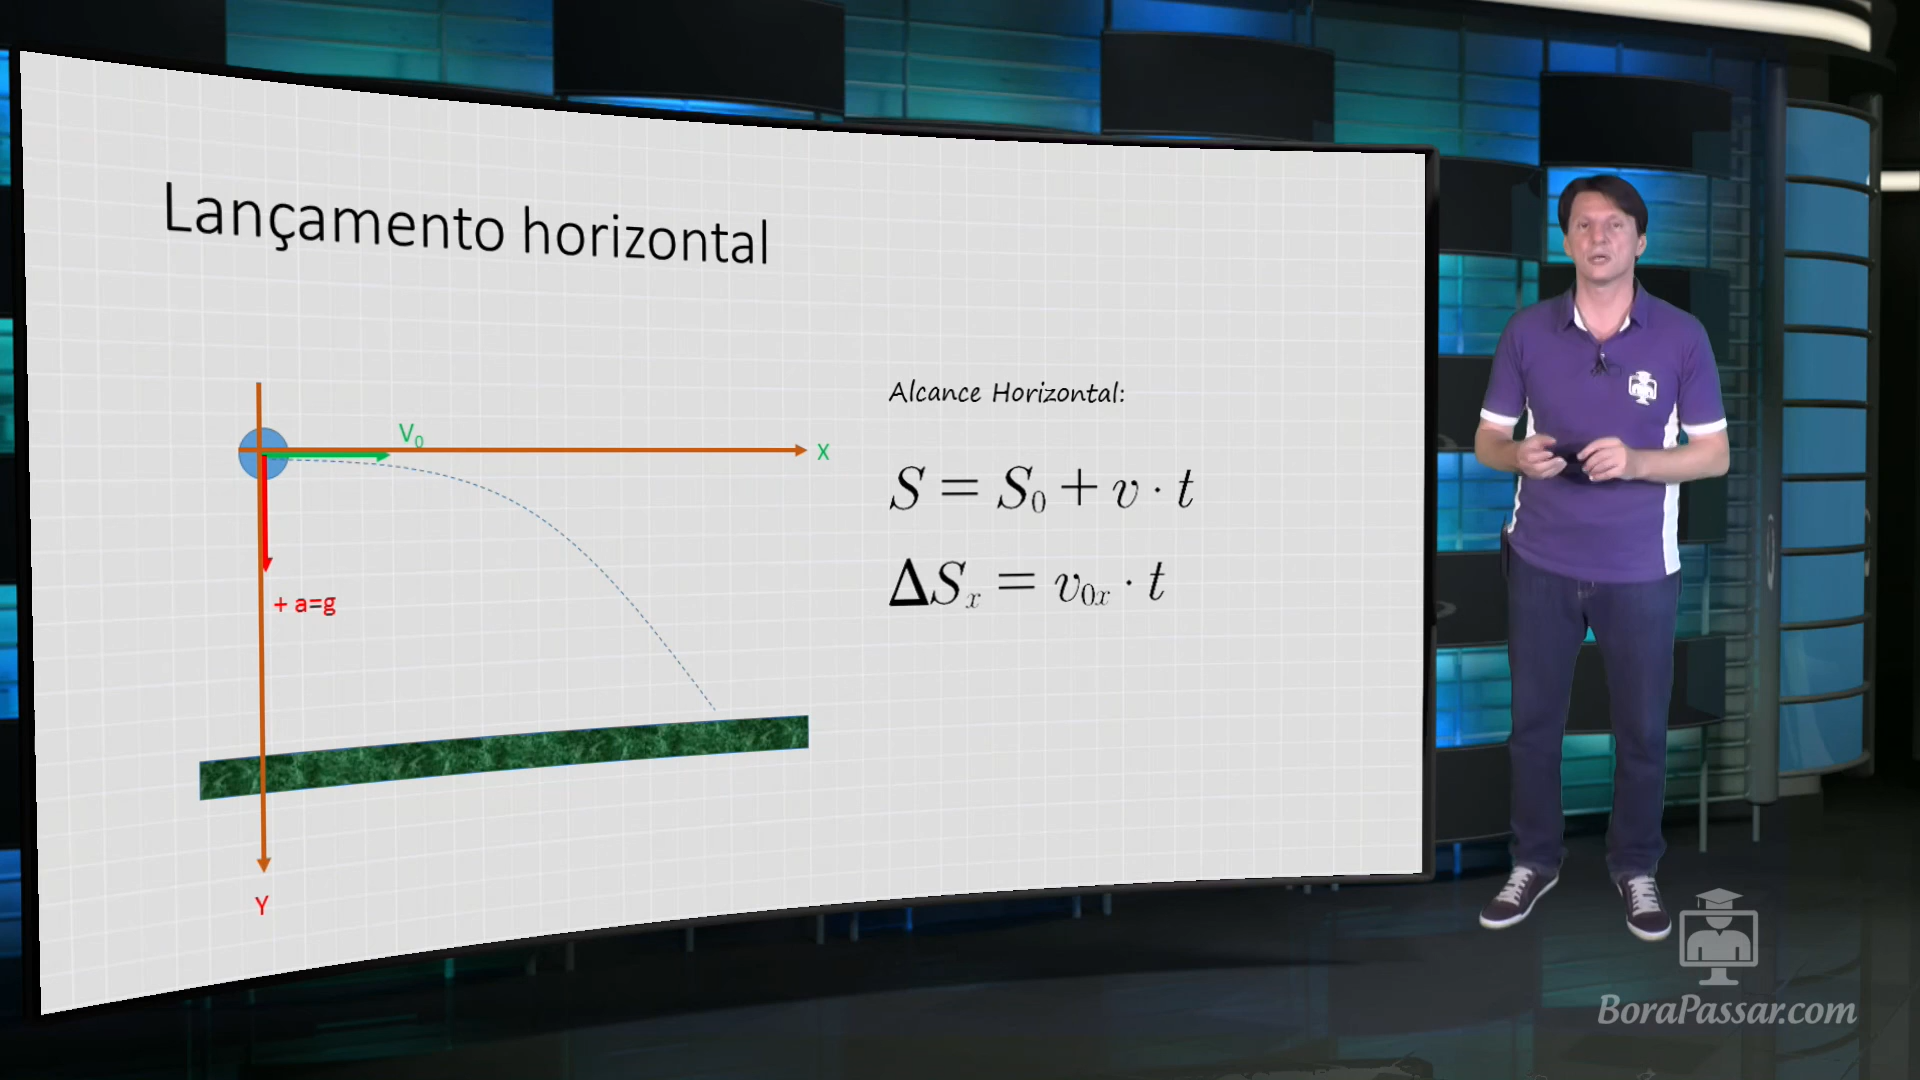 Lançamento horizontal
Alcance Horizontal:
V₀
X
S = S₀ + v · t
ΔSₓ = v₀ₓ · t
+ a=g
Y
BoraPassar.com